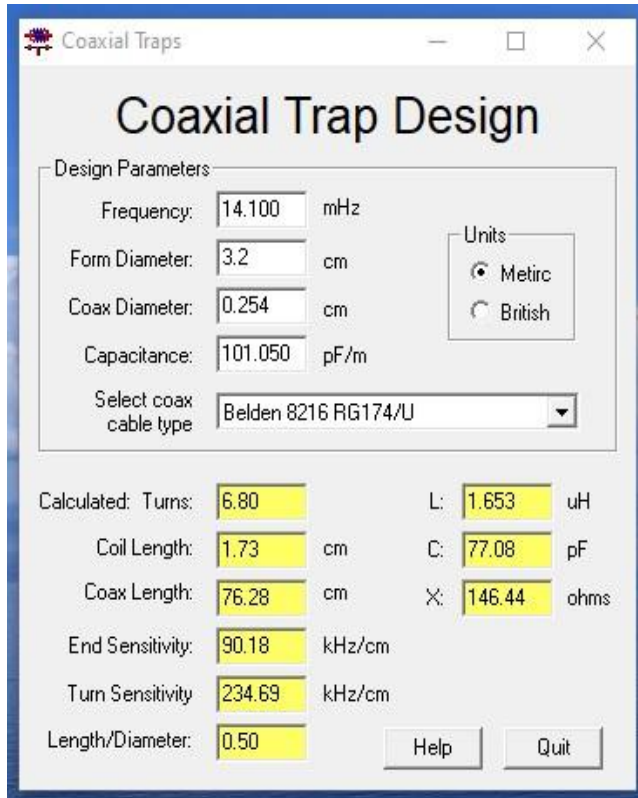 Coaxial Traps
Coaxial Trap Design
Design Parameters
Frequency: 14.100 mHz
Form Diameter: 3.2 cm
Coax Diameter: 0.254 cm
Capacitance: 101.050 pF/m
Units
Metirc
British
Select coax
cable type
Belden 8216 RG174/U
Calculated: Turns: 6.80 L: 1.653 uH
Coil Length: 1.73 cm C: 77.08 pF
Coax Length: 76.28 cm X: 146.44 ohms
End Sensitivity: 90.18 kHz/cm
Turn Sensitivity 234.69 kHz/cm
Length/Diameter: 0.50
Help Quit